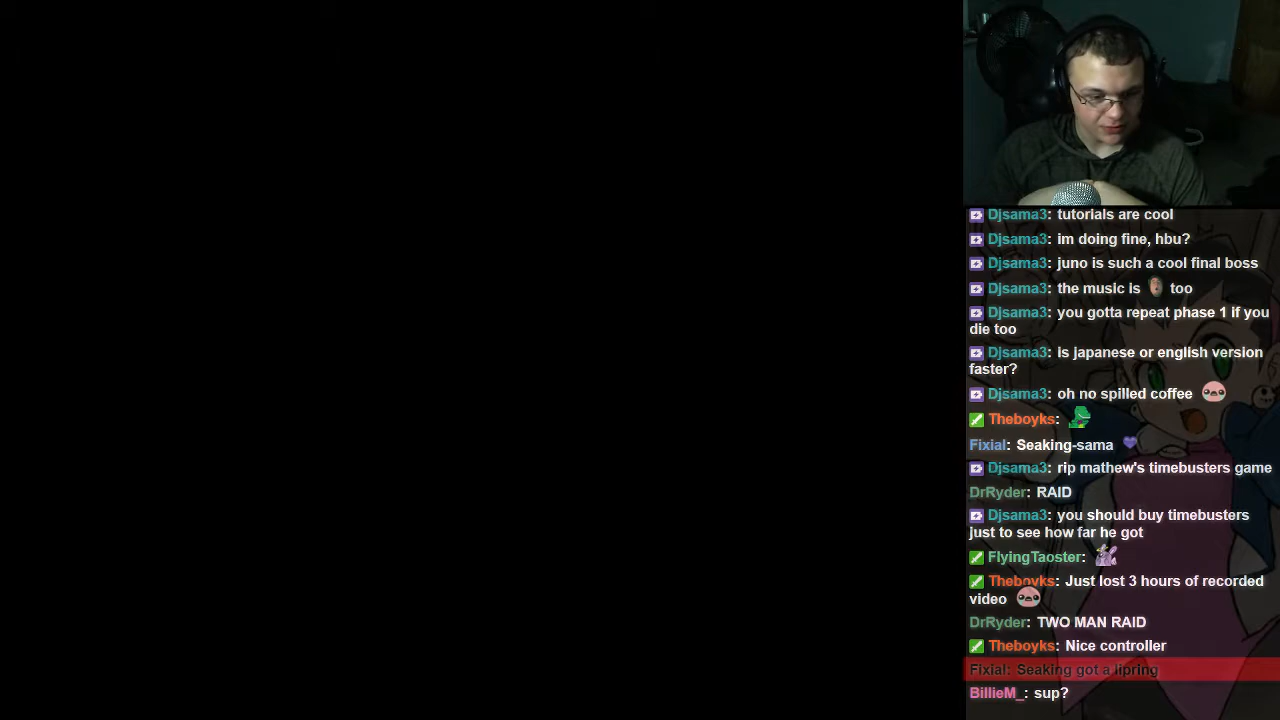 Djsama3: tutorials are cool
Djsama3: im doing fine, hbu?
Djsama3: juno is such a cool final boss
Djsama3: the music is too
Djsama3: you gotta repeat phase 1 if you
die too
Djsama3: is japanese or english version
faster?
Djsama3: oh no spilled coffee
Theboyks:
Fixial: Seaking-sama
Djsama3: rip mathew's timebusters game
DrRyder: RAID
Djsama3: you should buy timebusters
just to see how far he got
FlyingTaoster:
Theboyks: Just lost 3 hours of recorded
video
DrRyder: TWO MAN RAID
Theboyks: Nice controller
Fixial: Seaking got a lipring
BillieM_: sup?